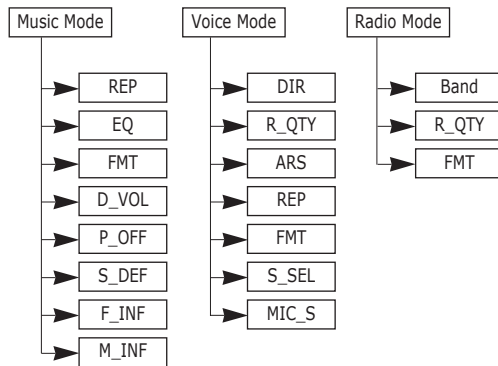 Music Mode
REP
EQ
FMT
D_VOL
P_OFF
S_DEF
F_INF
M_INF
Voice Mode
DIR
R_QTY
ARS
REP
FMT
S_SEL
MIC_S
Radio Mode
Band
R_QTY
FMT